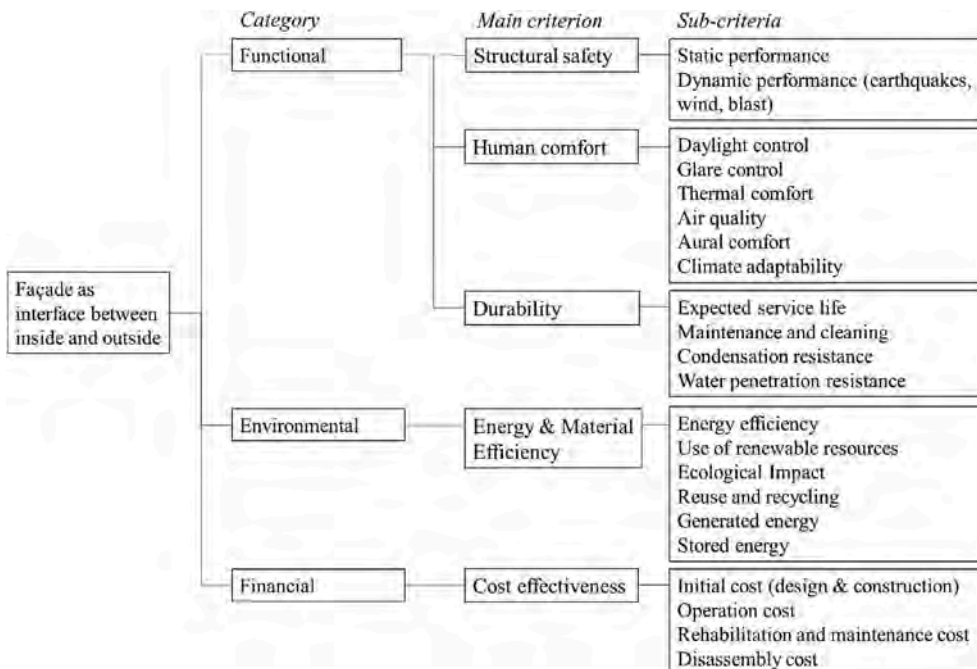 Category
Main criterion
Sub-criteria
Façade as
interface between
inside and outside
Functional
Structural safety
Static performance
Dynamic performance (earthquakes,
wind, blast)
Human comfort
Daylight control
Glare control
Thermal comfort
Air quality
Aural comfort
Climate adaptability
Durability
Expected service life
Maintenance and cleaning
Condensation resistance
Water penetration resistance
Environmental
Energy & Material
Efficiency
Energy efficiency
Use of renewable resources
Ecological Impact
Reuse and recycling
Generated energy
Stored energy
Financial
Cost effectiveness
Initial cost (design & construction)
Operation cost
Rehabilitation and maintenance cost
Disassembly cost